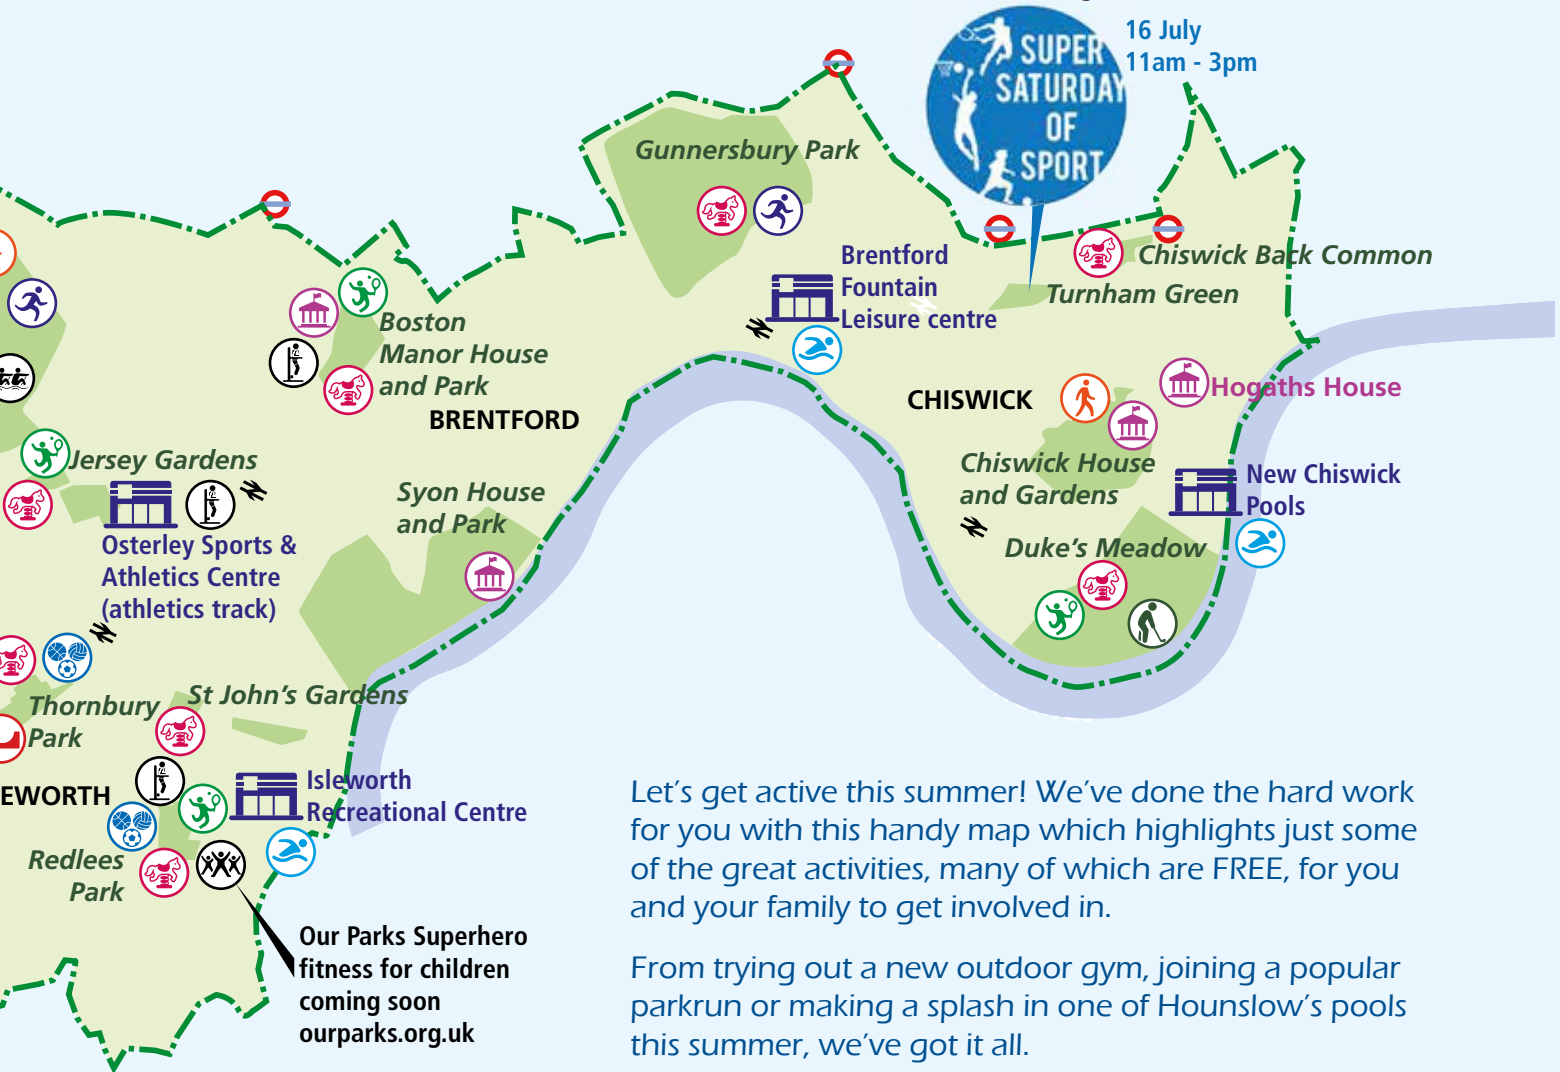 16 July
11am - 3pm
SUPER
SATURDAY
OF
SPORT
Gunnersbury Park
Brentford
Fountain
Leisure centre
Chiswick Back Common
Turnham Green
Boston
Manor House
and Park
BRENTFORD
CHISWICK
Hogaths House
Jersey Gardens
Chiswick House
and Gardens
New Chiswick
Pools
Syon House
and Park
Osterley Sports &
Athletics Centre
(athletics track)
Duke's Meadow
Thornbury
Park
St John's Gardens
EWORTH
Isleworth
Recreational Centre
Redlees
Park
Our Parks Superhero
fitness for children
coming soon
ourparks.org.uk
Let's get active this summer! We've done the hard work
for you with this handy map which highlights just some
of the great activities, many of which are FREE, for you
and your family to get involved in.
From trying out a new outdoor gym, joining a popular
parkrun or making a splash in one of Hounslow's pools
this summer, we've got it all.